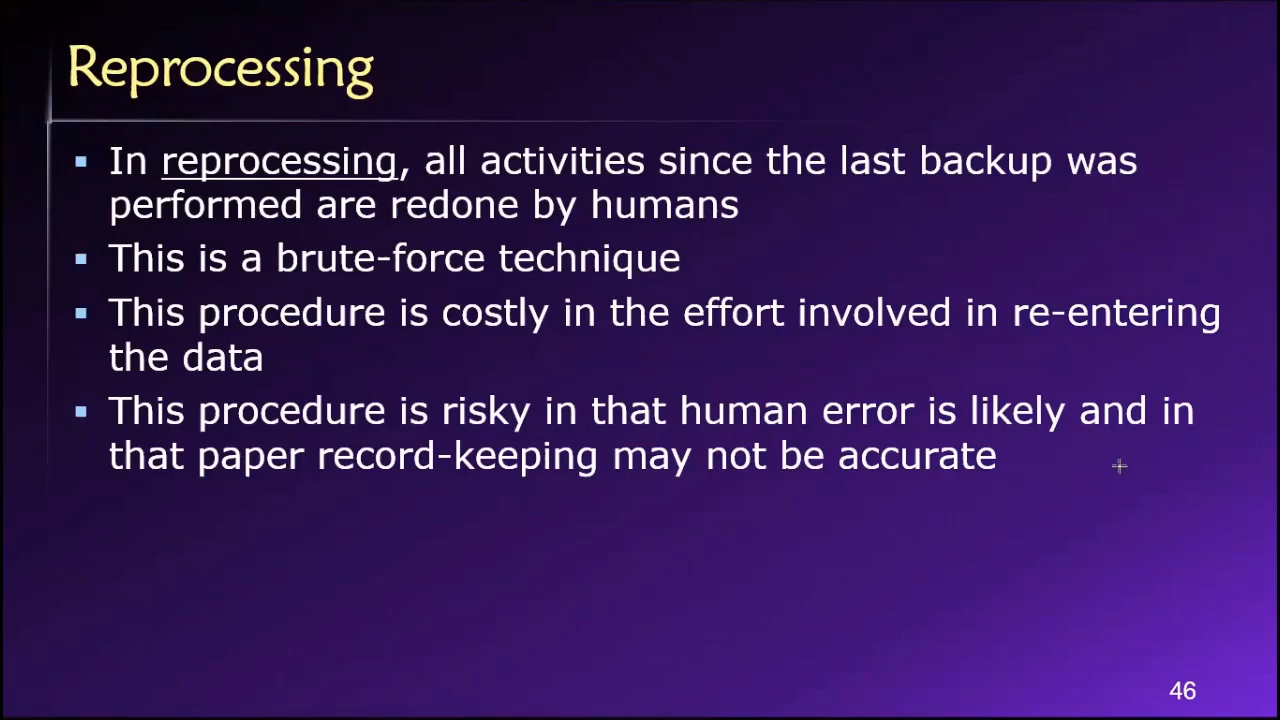 Reprocessing
▪ In reprocessing, all activities since the last backup was
performed are redone by humans
▪ This is a brute-force technique
▪ This procedure is costly in the effort involved in re-entering
the data
▪ This procedure is risky in that human error is likely and in
that paper record-keeping may not be accurate
46